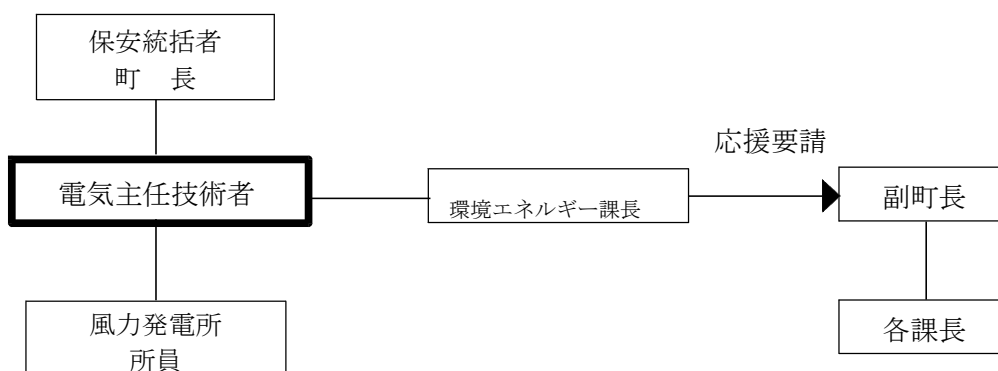 保安統括者
町　長
応援要請
電気主任技術者
環境エネルギー課長
副町長
風力発電所
所員
各課長